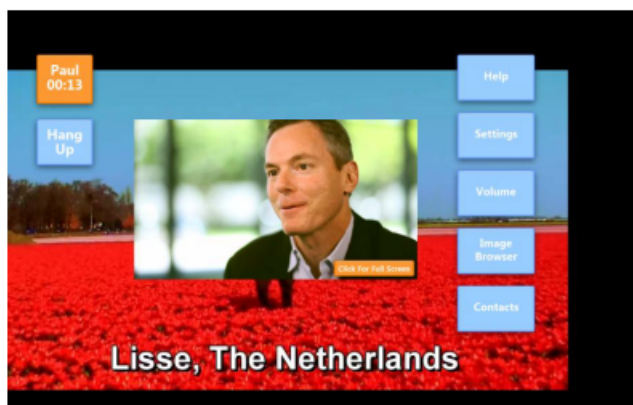 Paul
00:13
Hang
Up
Help
Settings
Volume
Image
Browser
Contacts
Click For Full Screen
Lisse, The Netherlands